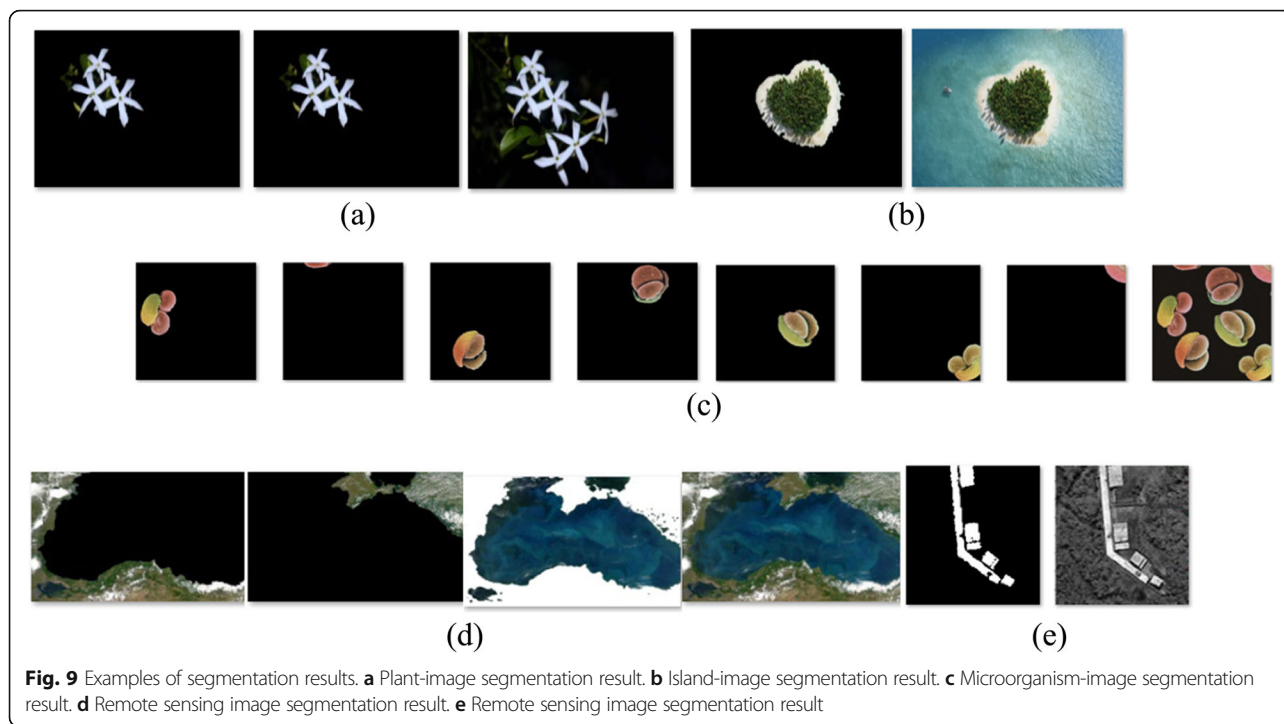 (a)
(b)
(c)
(d)
(e)
Fig. 9 Examples of segmentation results. a Plant-image segmentation result. b Island-image segmentation result. c Microorganism-image segmentation
result. d Remote sensing image segmentation result. e Remote sensing image segmentation result